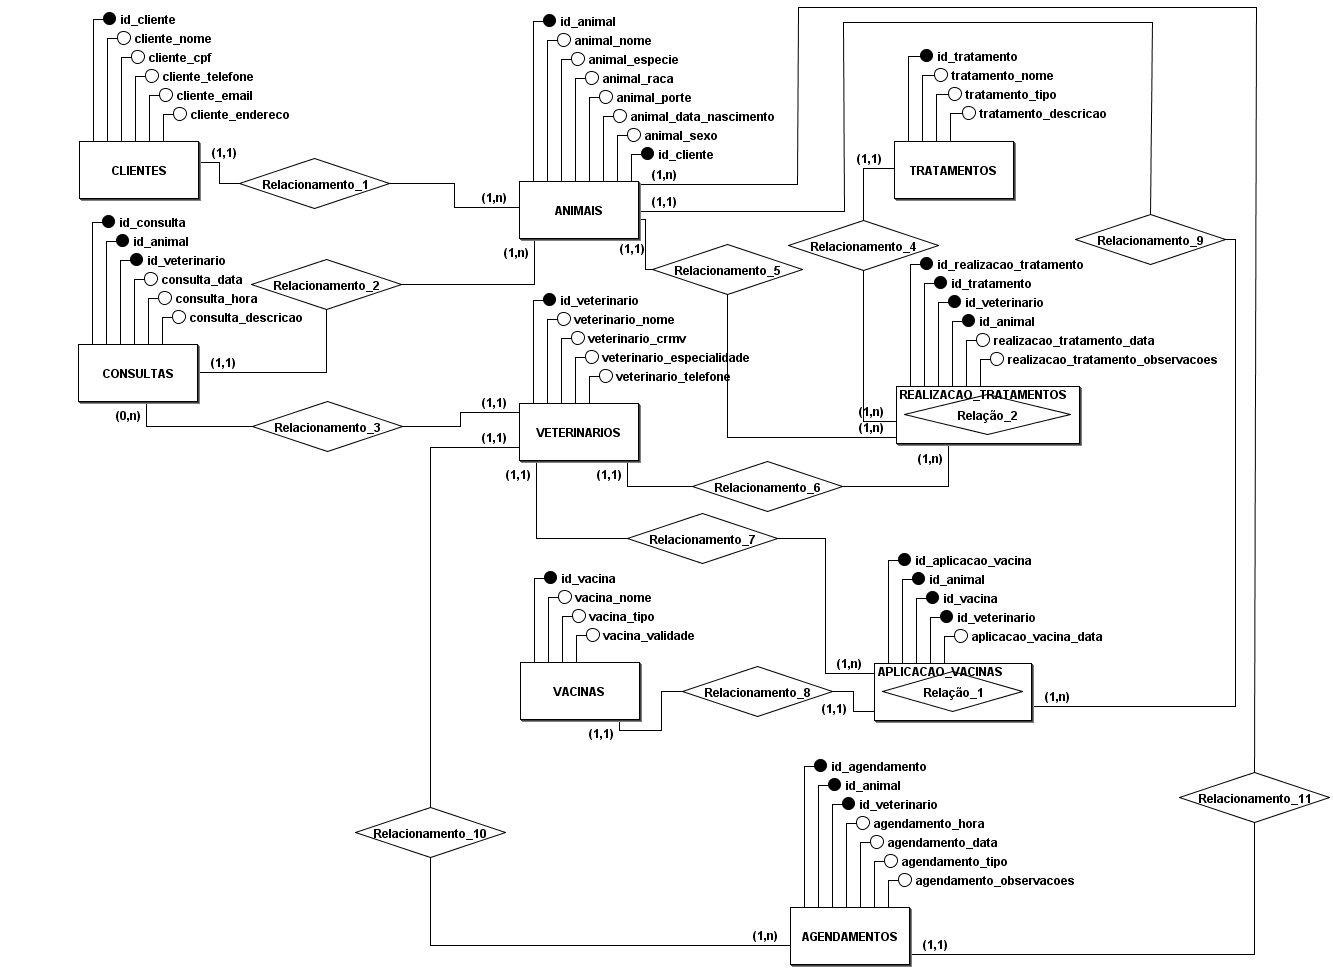 id_cliente
cliente_nome
cliente_cpf
cliente_telefone
cliente_email
cliente_endereco
CLIENTES
(1,1)
Relacionamento_1
(1,n)
id_animal
animal_nome
animal_especie
animal_raca
animal_porte
animal_data_nascimento
animal_sexo
id_cliente
ANIMAIS
(1,n)
(1,1)
(1,1)
(1,n)
id_tratamento
tratamento_nome
tratamento_tipo
tratamento_descricao
TRATAMENTOS
(1,1)
Relacionamento_4
Relacionamento_9
Relacionamento_5
id_consulta
id_animal
id_veterinario
consulta_data
consulta_hora
consulta_descricao
CONSULTAS
(1,1)
(0,n)
Relacionamento_2
Relacionamento_3
id_veterinario
veterinario_nome
veterinario_crmv
veterinario_especialidade
veterinario_telefone
VETERINARIOS
(1,1)
(1,1)
(1,1)
(1,1)
id_realizacao_tratamento
id_tratamento
id_veterinario
id_animal
realizacao_tratamento_data
realizacao_tratamento_observacoes
REALIZACAO_TRATAMENTOS
Relação_2
(1,n)
(1,n)
(1,n)
Relacionamento_6
Relacionamento_7
id_vacina
vacina_nome
vacina_tipo
vacina_validade
VACINAS
(1,1)
Relacionamento_8
id_aplicacao_vacina
id_animal
id_vacina
id_veterinario
aplicacao_vacina_data
APLICACAO_VACINAS
Relação_1
(1,n)
(1,1)
(1,n)
Relacionamento_10
Relacionamento_11
id_agendamento
id_animal
id_veterinario
agendamento_hora
agendamento_data
agendamento_tipo
agendamento_observacoes
AGENDAMENTOS
(1,n)
(1,1)